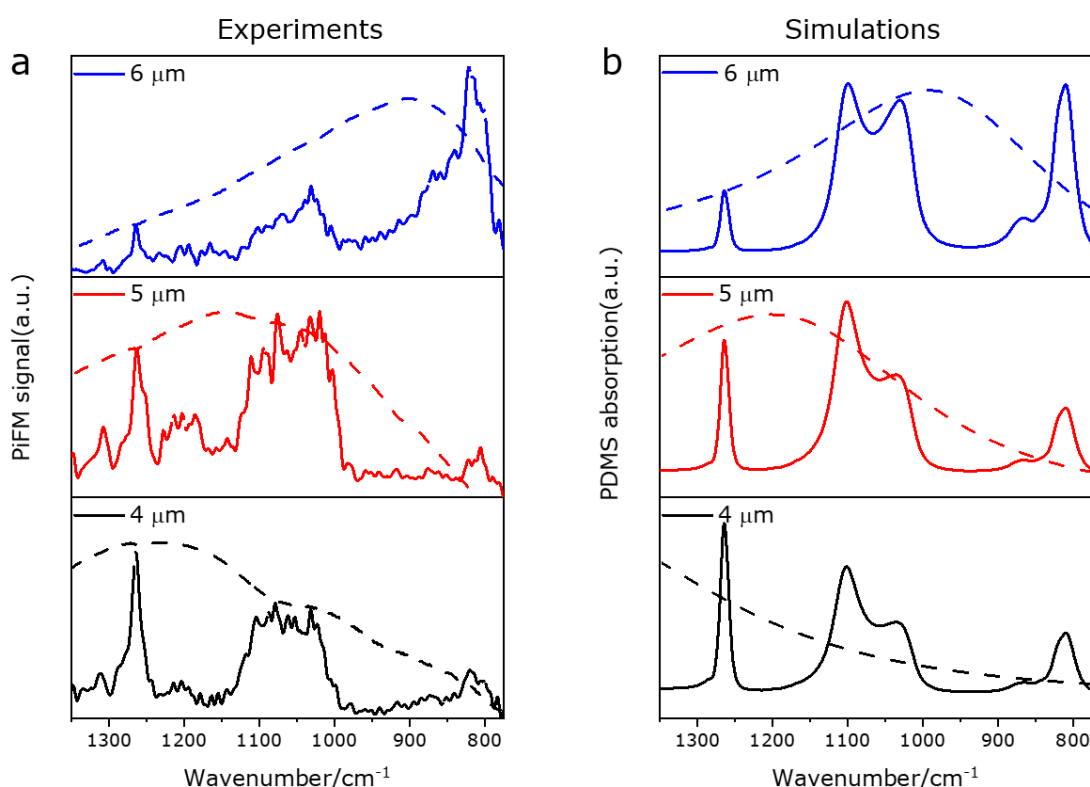 Experiments
Simulations
a
b
6 μm
6 μm
5 μm
5 μm
4 μm
4 μm
PiFM signal(a.u.)
PDMS absorption(a.u.)
1300 1200 1100 1000 900 800
1300 1200 1100 1000 900 800
Wavenumber/cm⁻¹
Wavenumber/cm⁻¹